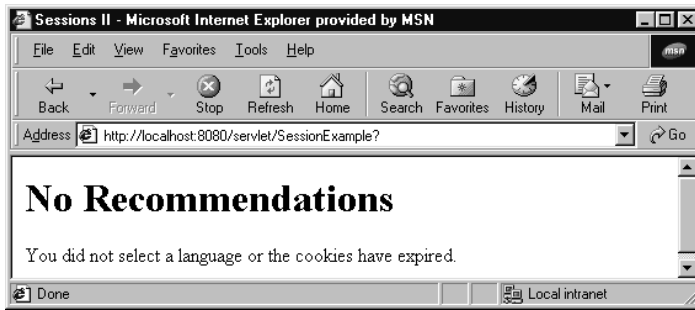 Sessions II - Microsoft Internet Explorer provided by MSN
File Edit View Favorites Tools Help
msn
Back Forward Stop Refresh Home Search Favorites History Mail Print
Address http://localhost:8080/servlet/SessionExample? Go
No Recommendations
You did not select a language or the cookies have expired.
Done Local intranet